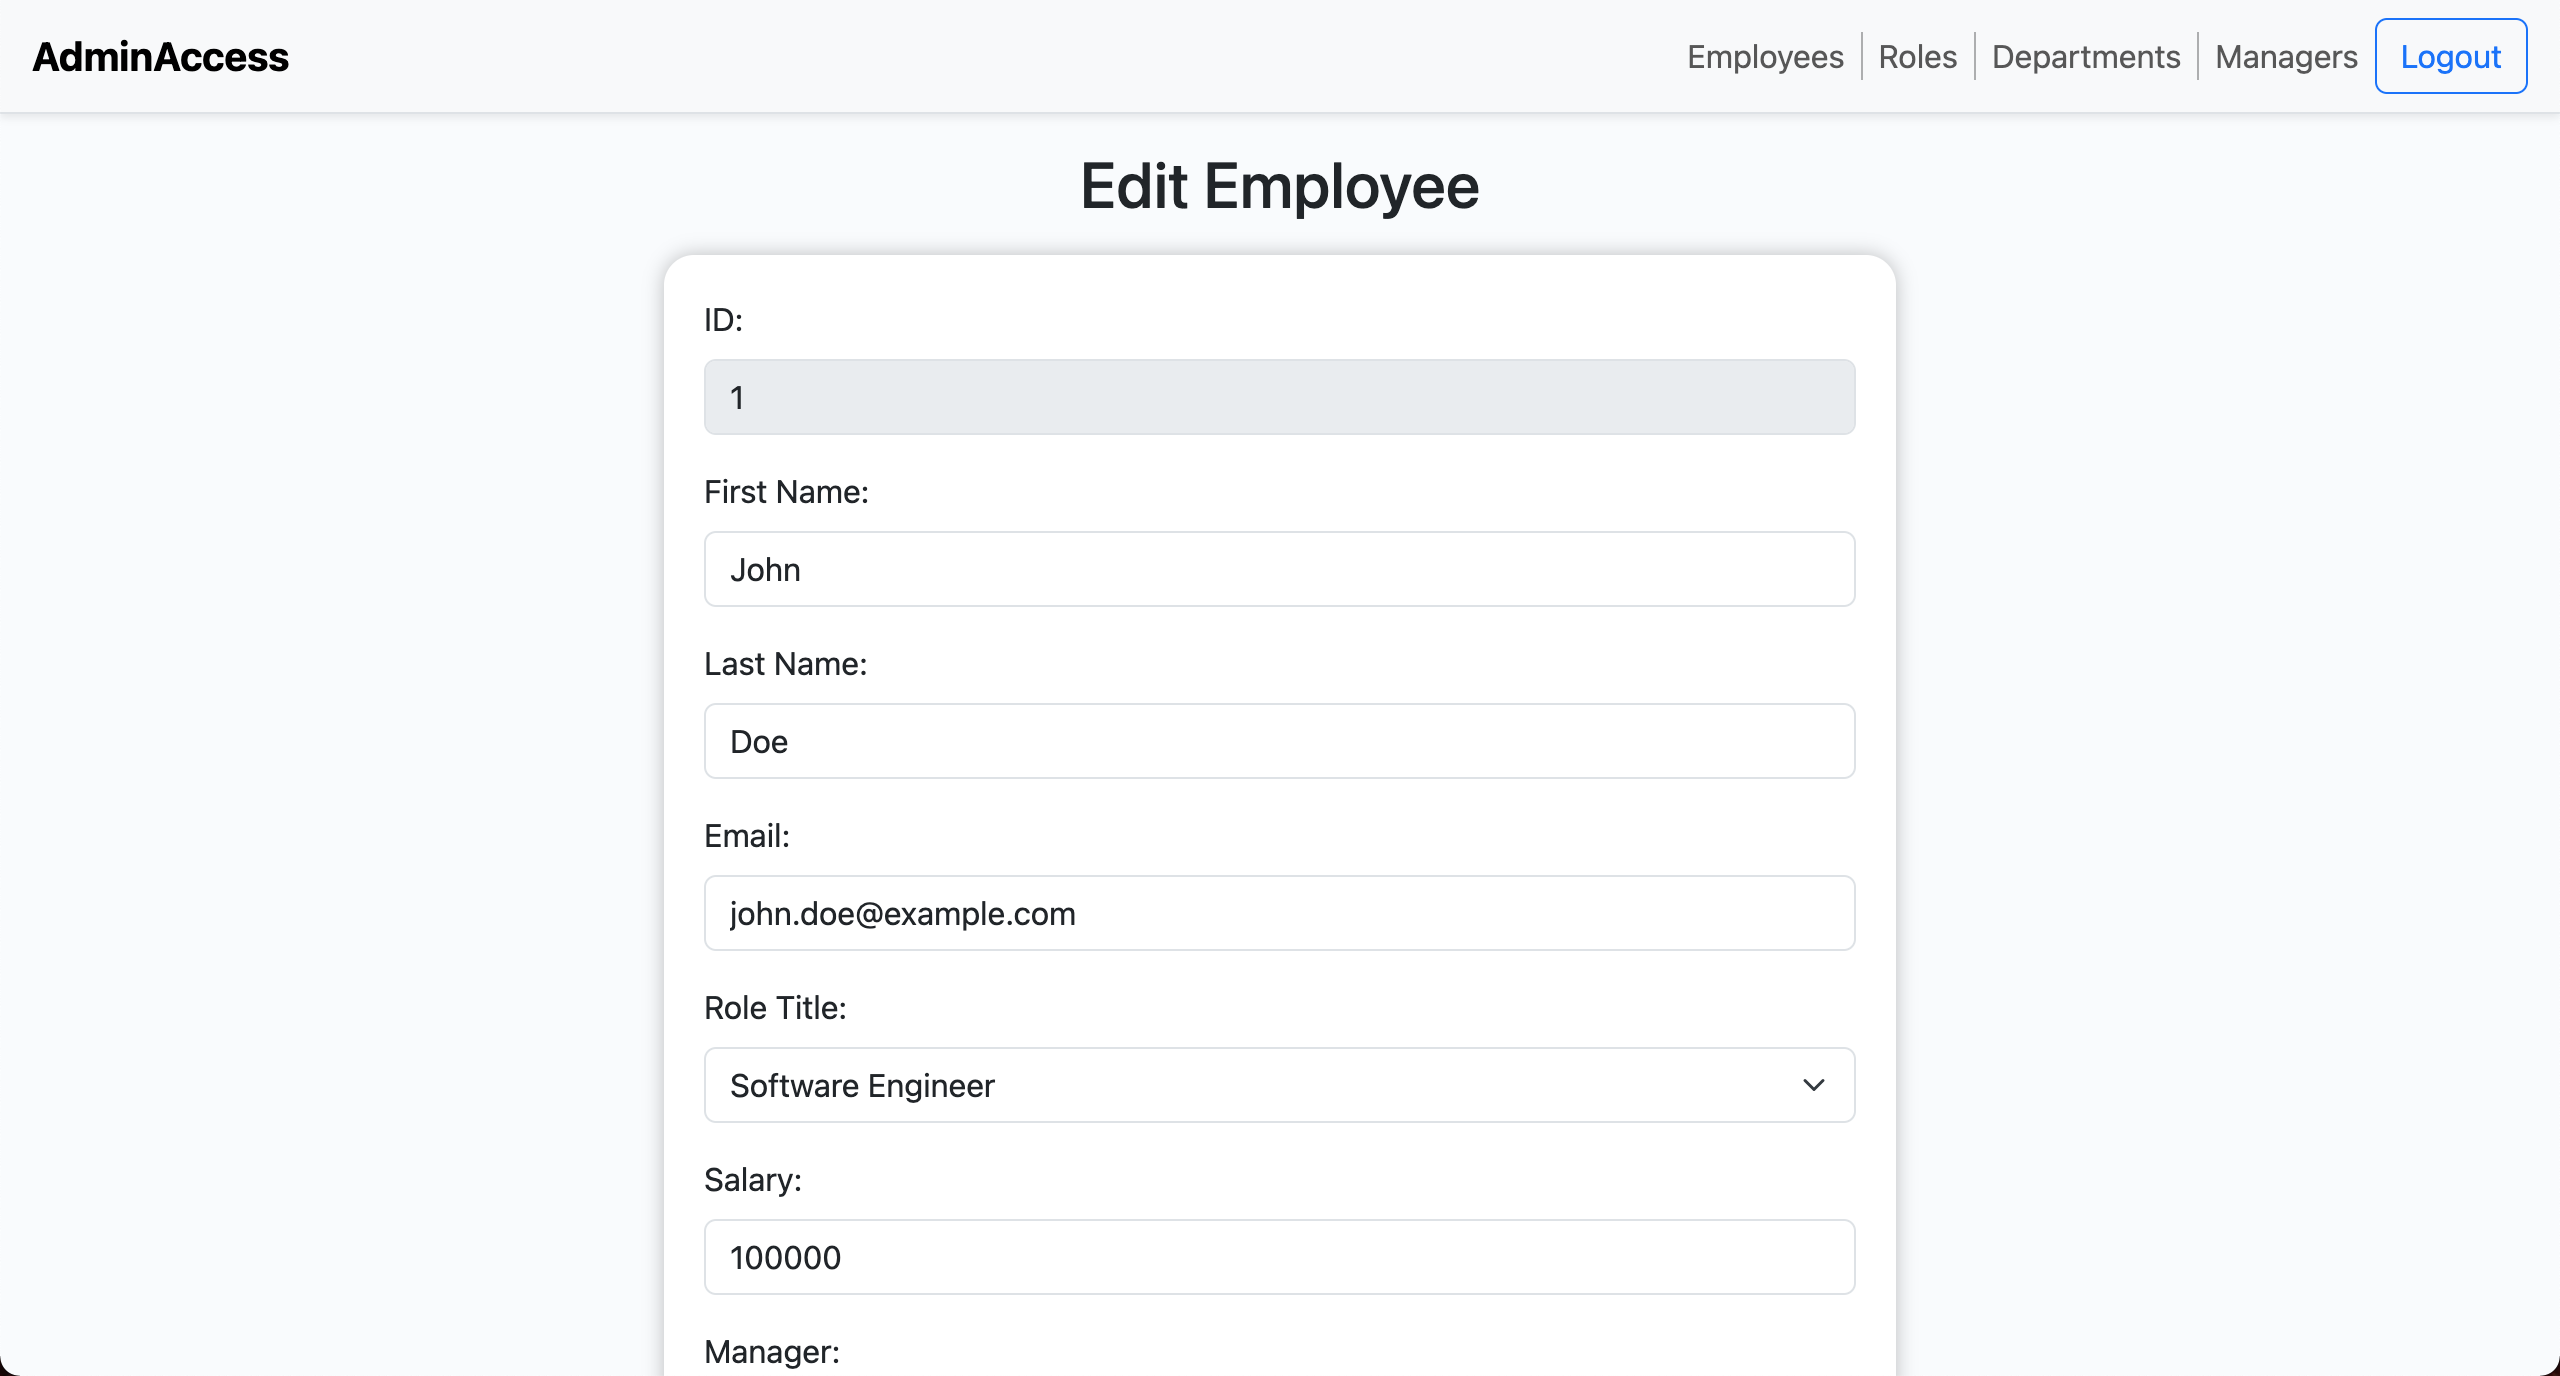 AdminAccess
Employees Roles Departments Managers Logout
Edit Employee
ID:
1
First Name:
John
Last Name:
Doe
Email:
john.doe@example.com
Role Title:
Software Engineer
Salary:
100000
Manager: